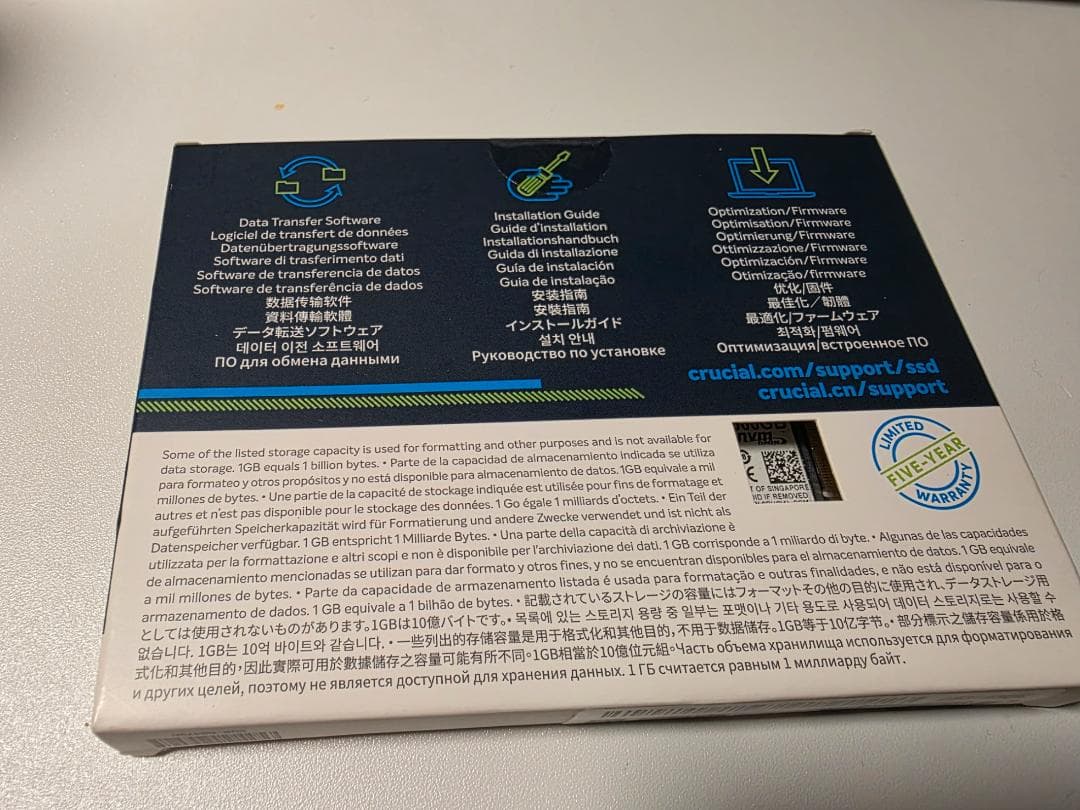 Data Transfer Software
Logiciel de transfert de données
Datenübertragungssoftware
Software di trasferimento dati
Software de transferencia de datos
Software de transferência de dados
数据传输软件
資料傳輸軟體
データ転送ソフトウェア
데이터 이전 소프트웨어
ПО для обмена данными
Installation Guide
Guide d'installation
Installationshandbuch
Guida di installazione
Guía de instalación
Guia de instalação
安装指南
安裝指南
インストールガイド
설치 안내
Руководство по установке
Optimization/Firmware
Optimisation/Firmware
Optimierung/Firmware
Ottimizzazione/Firmware
Optimización/Firmware
Otimização/firmware
优化/固件
最佳化／韌體
最適化/ファームウェア
최적화/펌웨어
Оптимизация/встроенное ПО
crucial.com/support/ssd
crucial.cn/support
Some of the listed storage capacity is used for formatting and other purposes and is not available for
data storage. 1GB equals 1 billion bytes. • Parte de la capacidad de almacenamiento indicada se utiliza
para formateo y otros propósitos y no está disponible para almacenamiento de datos. 1GB equivale a mil
millones de bytes. • Une partie de la capacité de stockage indiquée est utilisée pour fins de formatage et
autres et n'est pas disponible pour le stockage des données. 1 Go égale 1 milliards d'octets. • Ein Teil der
aufgeführten Speicherkapazität wird für Formatierung und andere Zwecke verwendet und ist nicht als
Datenspeicher verfügbar. 1 GB entspricht 1 Milliarde Bytes. • Una parte della capacità di archiviazione è
utilizzata per la formattazione e altri scopi e non è disponibile per l'archiviazione dei dati. 1 GB corrisponde a 1 miliardo di byte. • Algunas de las capacidades
de almacenamiento mencionadas se utilizan para dar formato y otros fines, y no se encuentran disponibles para el almacenamiento de datos. 1 GB equivale
a mil millones de bytes. • Parte da capacidade de armazenamento listada é usada para formatação e outras finalidades, e não está disponível para o
armazenamento de dados. 1 GB equivale a 1 bilhão de bytes. • 記載されているストレージの容量にはフォーマットその他の目的に使用され、データストレージ用
としては使用されないものがあります。1GBは10億バイトです。• 목록에 있는 스토리지 용량 중 일부는 포맷이나 기타 용도로 사용되어 데이터 스토리지로는 사용할 수
없습니다. 1GB는 10억 바이트와 같습니다. • 一些列出的存储容量是用于格式化和其他目的，不用于数据储存。1GB等于10亿字节。• 部分標示之儲存容量係用於格
式化和其他目的。因此實際可用於數據儲存之容量可能有所不同。1GB相當於10億位元組。Часть объема хранилища используется для форматирования
и других целей, поэтому не является доступной для хранения данных. 1 ГБ считается равным 1 миллиарду байт.
nvm
T OF SINGAPORE
ID IF REMOVED
LIMITED
FIVE-YEAR
WARRANTY